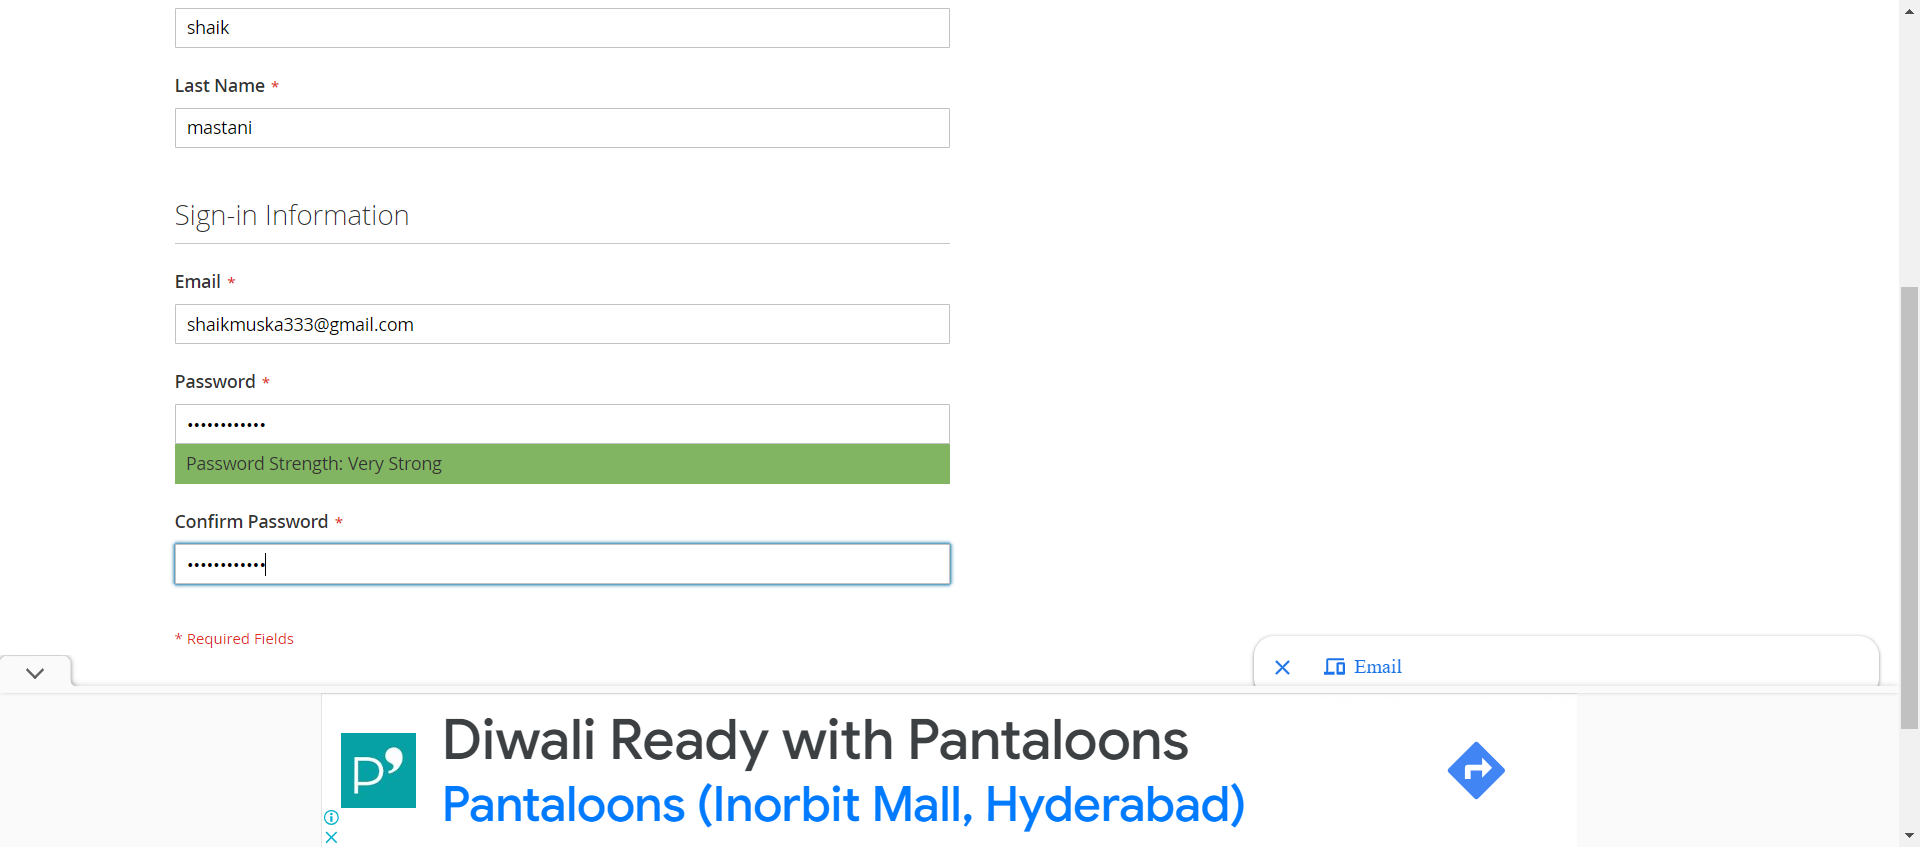 shaik
Last Name *
mastani
Sign-in Information
Email *
shaikmuska333@gmail.com
Password *
••••••••••••
Password Strength: Very Strong
Confirm Password *
••••••••••••
* Required Fields
Email
Diwali Ready with Pantaloons
Pantaloons (Inorbit Mall, Hyderabad)